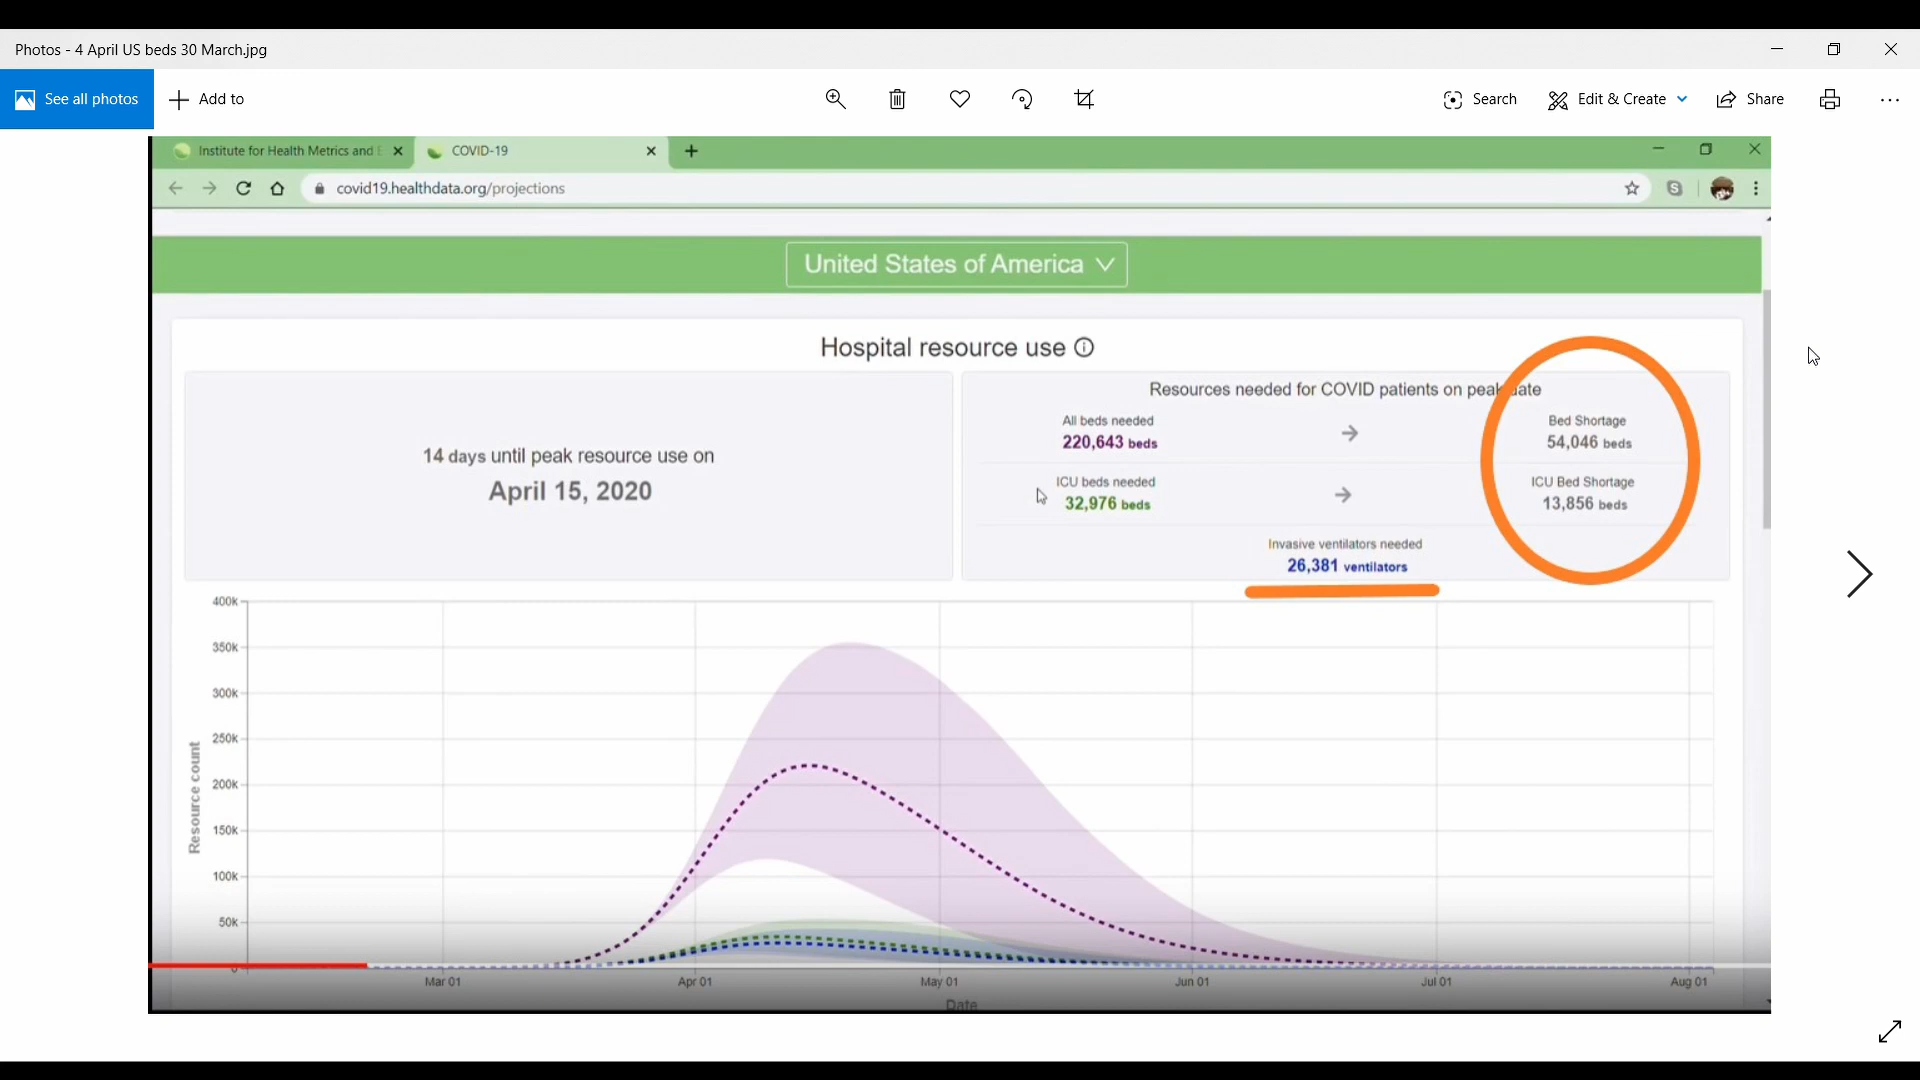 Photos - 4 April US beds 30 March.jpg
See all photos
Add to
Search
Edit & Create
Share
Institute for Health Metrics and E
COVID-19
covid19.healthdata.org/projections
United States of America
Hospital resource use
14 days until peak resource use on
April 15, 2020
Resources needed for COVID patients on peak date
All beds needed
220,643 beds
Bed Shortage
54,046 beds
ICU beds needed
32,976 beds
ICU Bed Shortage
13,856 beds
Invasive ventilators needed
26,381 ventilators
400k
350k
300k
250k
200k
150k
100k
50k
0
Resource count
Mar 01
Apr 01
May 01
Jun 01
Jul 01
Aug 01
Date